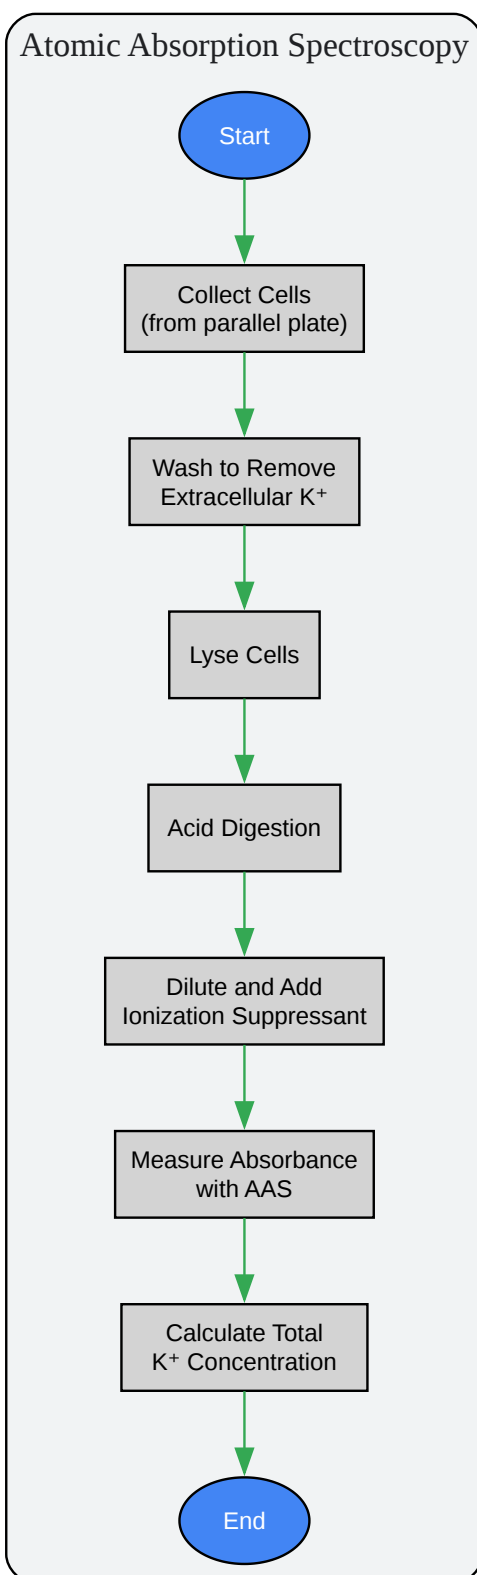 Atomic Absorption Spectroscopy
Start
Collect Cells
(from parallel plate)
Wash to Remove
Extracellular K⁺
Lyse Cells
Acid Digestion
Dilute and Add
Ionization Suppressant
Measure Absorbance
with AAS
Calculate Total
K⁺ Concentration
End